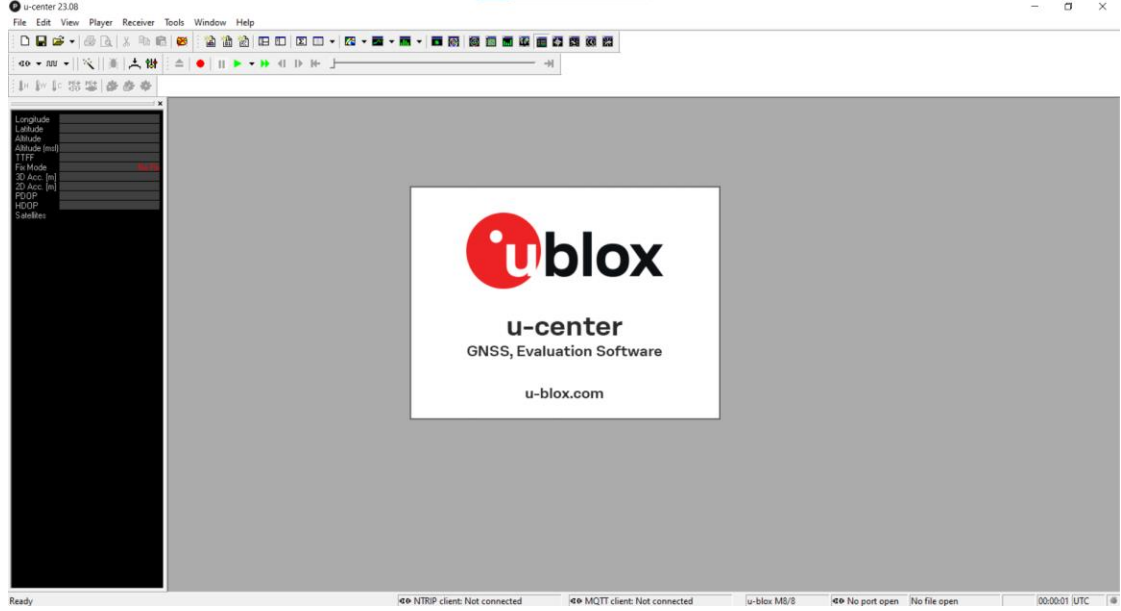 u-center 23.08
File Edit View Player Receiver Tools Window Help
Longitude
Latitude
Altitude
Altitude (msl)
TTFF
Fix Mode
3D Acc. [m]
2D Acc. [m]
PDOP
HDOP
Satellites
ublox
u-center
GNSS, Evaluation Software
u-blox.com
Ready NTRIP client: Not connected MQTT client: Not connected u-blox M8/8 No port open No file open 00:00:01 UTC